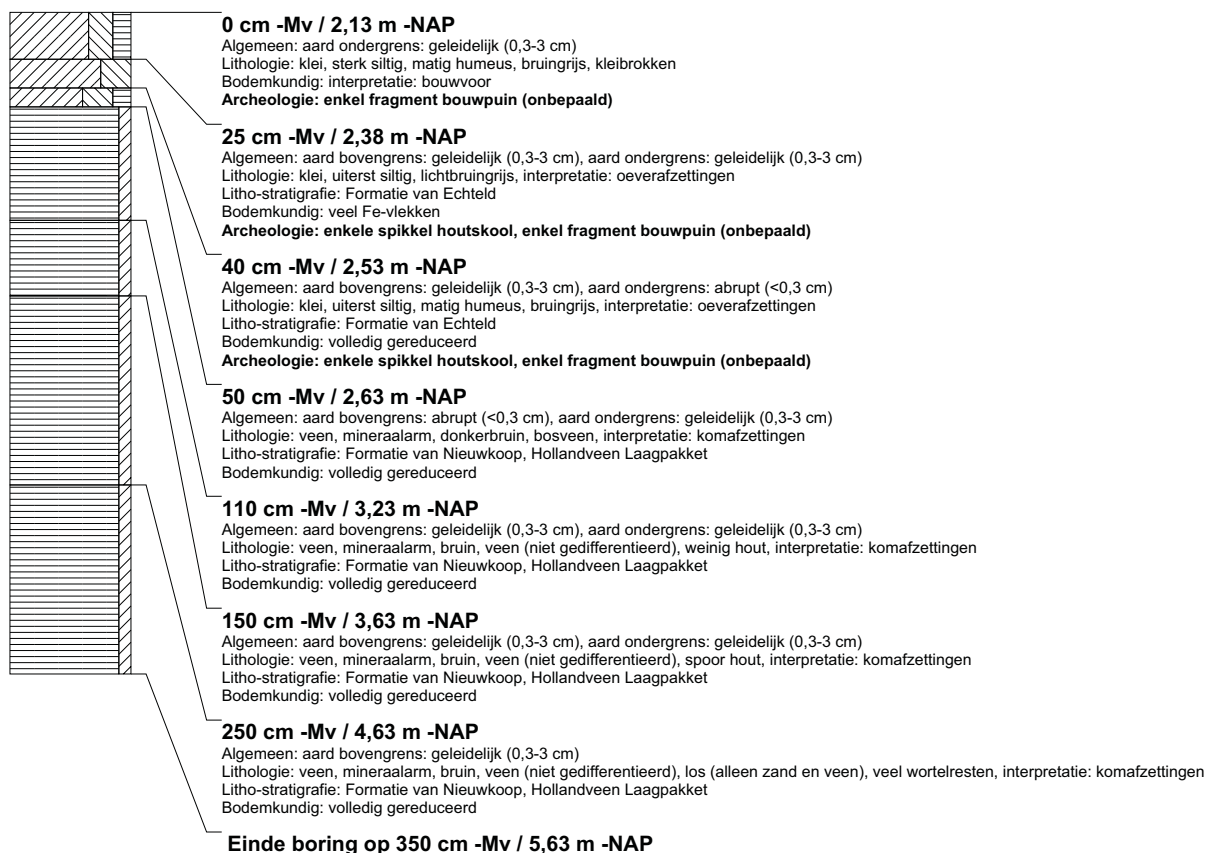 0 cm -Mv / 2,13 m -NAP
Algemeen: aard ondergrens: geleidelijk (0,3-3 cm)
Lithologie: klei, sterk siltig, matig humeus, bruingrijs, kleibrokken
Bodemkundig: interpretatie: bouwvoor
Archeologie: enkel fragment bouwpuin (onbepaald)
25 cm -Mv / 2,38 m -NAP
Algemeen: aard bovengrens: geleidelijk (0,3-3 cm), aard ondergrens: geleidelijk (0,3-3 cm)
Lithologie: klei, uiterst siltig, lichtbruingrijs, interpretatie: oeverafzettingen
Litho-stratigrafie: Formatie van Echteld
Bodemkundig: veel Fe-vlekken
Archeologie: enkele spikkel houtskool, enkel fragment bouwpuin (onbepaald)
40 cm -Mv / 2,53 m -NAP
Algemeen: aard bovengrens: geleidelijk (0,3-3 cm), aard ondergrens: abrupt (<0,3 cm)
Lithologie: klei, uiterst siltig, matig humeus, bruingrijs, interpretatie: oeverafzettingen
Litho-stratigrafie: Formatie van Echteld
Bodemkundig: volledig gereduceerd
Archeologie: enkele spikkel houtskool, enkel fragment bouwpuin (onbepaald)
50 cm -Mv / 2,63 m -NAP
Algemeen: aard bovengrens: abrupt (<0,3 cm), aard ondergrens: geleidelijk (0,3-3 cm)
Lithologie: veen, mineraalarm, donkerbruin, bosveen, interpretatie: komafzettingen
Litho-stratigrafie: Formatie van Nieuwkoop, Hollandveen Laagpakket
Bodemkundig: volledig gereduceerd
110 cm -Mv / 3,23 m -NAP
Algemeen: aard bovengrens: geleidelijk (0,3-3 cm), aard ondergrens: geleidelijk (0,3-3 cm)
Lithologie: veen, mineraalarm, bruin, veen (niet gedifferentieerd), weinig hout, interpretatie: komafzettingen
Litho-stratigrafie: Formatie van Nieuwkoop, Hollandveen Laagpakket
Bodemkundig: volledig gereduceerd
150 cm -Mv / 3,63 m -NAP
Algemeen: aard bovengrens: geleidelijk (0,3-3 cm), aard ondergrens: geleidelijk (0,3-3 cm)
Lithologie: veen, mineraalarm, bruin, veen (niet gedifferentieerd), spoor hout, interpretatie: komafzettingen
Litho-stratigrafie: Formatie van Nieuwkoop, Hollandveen Laagpakket
Bodemkundig: volledig gereduceerd
250 cm -Mv / 4,63 m -NAP
Algemeen: aard bovengrens: geleidelijk (0,3-3 cm)
Lithologie: veen, mineraalarm, bruin, veen (niet gedifferentieerd), los (alleen zand en veen), veel wortelresten, interpretatie: komafzettingen
Litho-stratigrafie: Formatie van Nieuwkoop, Hollandveen Laagpakket
Bodemkundig: volledig gereduceerd
Einde boring op 350 cm -Mv / 5,63 m -NAP